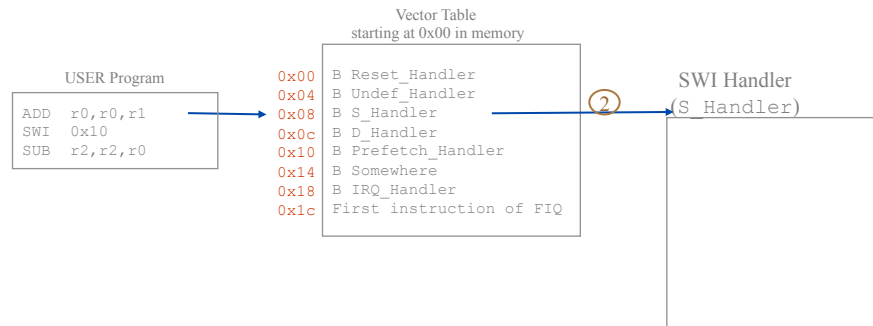 Vector Table
starting at 0x00 in memory
USER Program
ADD r0,r0,r1
SWI 0x10
SUB r2,r2,r0
0x00 B Reset_Handler
0x04 B Undef_Handler
0x08 B S_Handler
0x0c B D_Handler
0x10 B Prefetch_Handler
0x14 B Somewhere
0x18 B IRQ_Handler
0x1c First instruction of FIQ
2
SWI Handler
(S_Handler)